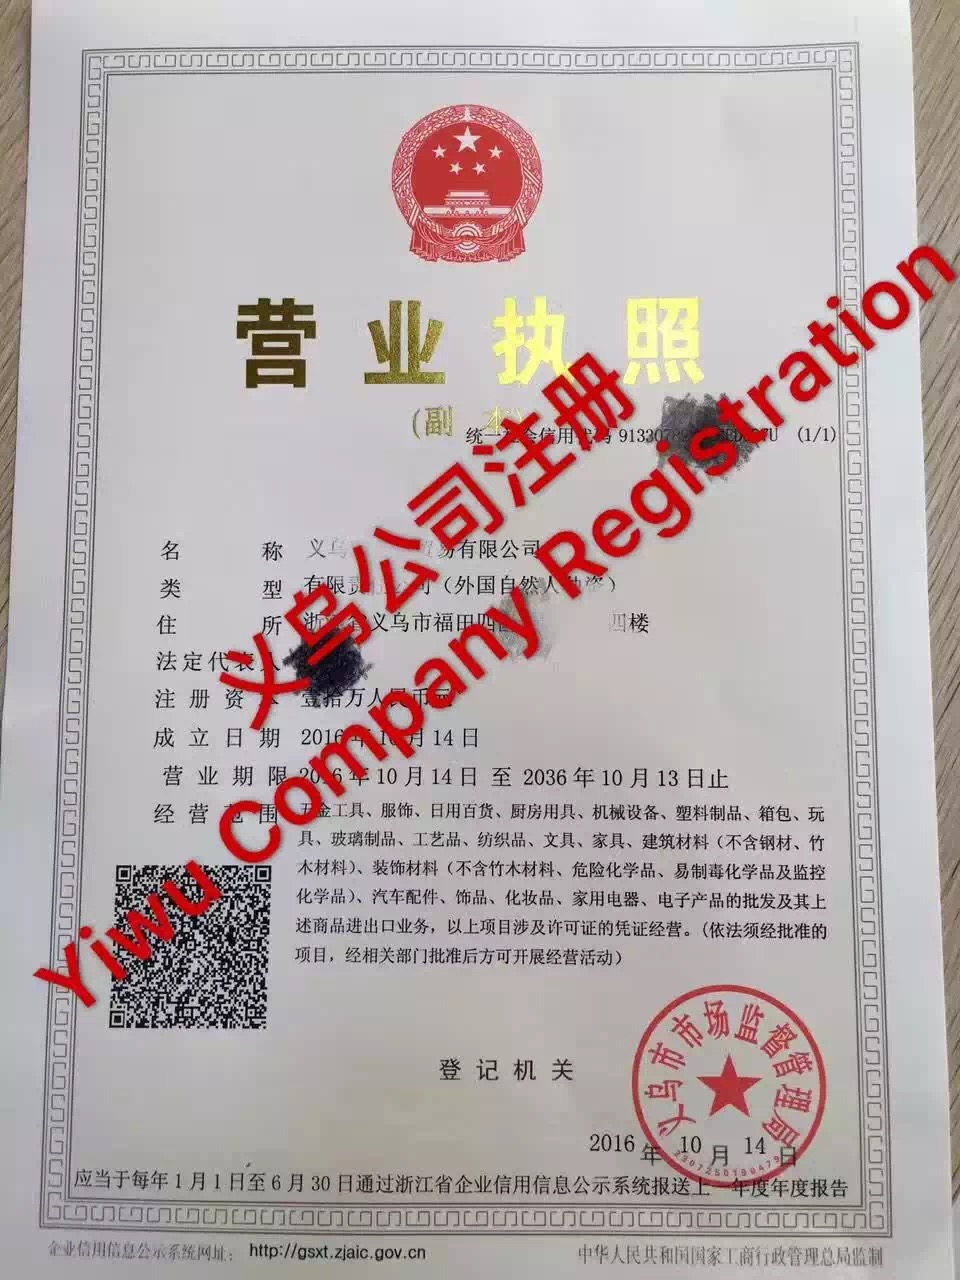 营业执照
(副 本)
统一社会信用代码 9133078 U (1/1)
名 称 义乌 贸易有限公司
类 型 有限责任公司(外国自然人独资)
住 所 浙江省义乌市福田四区 四楼
法定代表人
注册资本 壹拾万人民币元
成立日期 2016年10月14日
营业期限 2016年10月14日 至 2036年10月13日止
经营范围 五金工具、服饰、日用百货、厨房用具、机械设备、塑料制品、箱包、玩
具、玻璃制品、工艺品、纺织品、文具、家具、建筑材料(不含钢材、竹
木材料)、装饰材料(不含竹木材料、危险化学品、易制毒化学品及监控
化学品)、汽车配件、饰品、化妆品、家用电器、电子产品的批发及其上
述商品进出口业务,以上项目涉及许可证的凭证经营。(依法须经批准的
项目,经相关部门批准后方可开展经营活动)
义乌公司注册
Yiwu Company Registration
登记机关
义乌市市场监督管理局
2016年10月14日
应当于每年1月1日至6月30日通过浙江省企业信用信息公示系统报送上一年度年度报告
企业信用信息公示系统网址: http://gsxt.zjaic.gov.cn
中华人民共和国国家工商行政管理总局监制